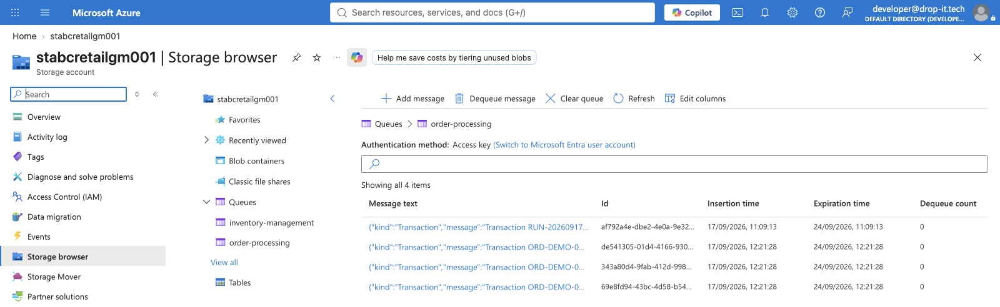 Microsoft Azure
Search resources, services, and docs (G+/)
Copilot
developer@drop-it.tech
DEFAULT DIRECTORY (DEVELOPE...
Home > stabcretailgm001
stabcretailgm001 | Storage browser
Help me save costs by tiering unused blobs
Storage account
Search
Overview
Activity log
Tags
Diagnose and solve problems
Access Control (IAM)
Data migration
Events
Storage browser
Storage Mover
Partner solutions
stabcretailgm001
Favorites
Recently viewed
Blob containers
Classic file shares
Queues
inventory-management
order-processing
View all
Tables
Add message Dequeue message Clear queue Refresh Edit columns
Queues > order-processing
Authentication method: Access key (Switch to Microsoft Entra user account)
Showing all 4 items
Message text Id Insertion time Expiration time Dequeue count
{"kind":"Transaction","message":"Transaction RUN-20260917... af792a4e-dbe2-4e0a-9e32... 17/09/2026, 11:09:13 24/09/2026, 11:09:13 0
{"kind":"Transaction","message":"Transaction ORD-DEMO-0... de541305-01d4-4166-930... 17/09/2026, 12:21:28 24/09/2026, 12:21:28 0
{"kind":"Transaction","message":"Transaction ORD-DEMO-0... 343a80d4-9fab-412d-998... 17/09/2026, 12:21:28 24/09/2026, 12:21:28 0
{"kind":"Transaction","message":"Transaction ORD-DEMO-0... 69e8fd94-43bc-4d58-b54... 17/09/2026, 12:21:28 24/09/2026, 12:21:28 0